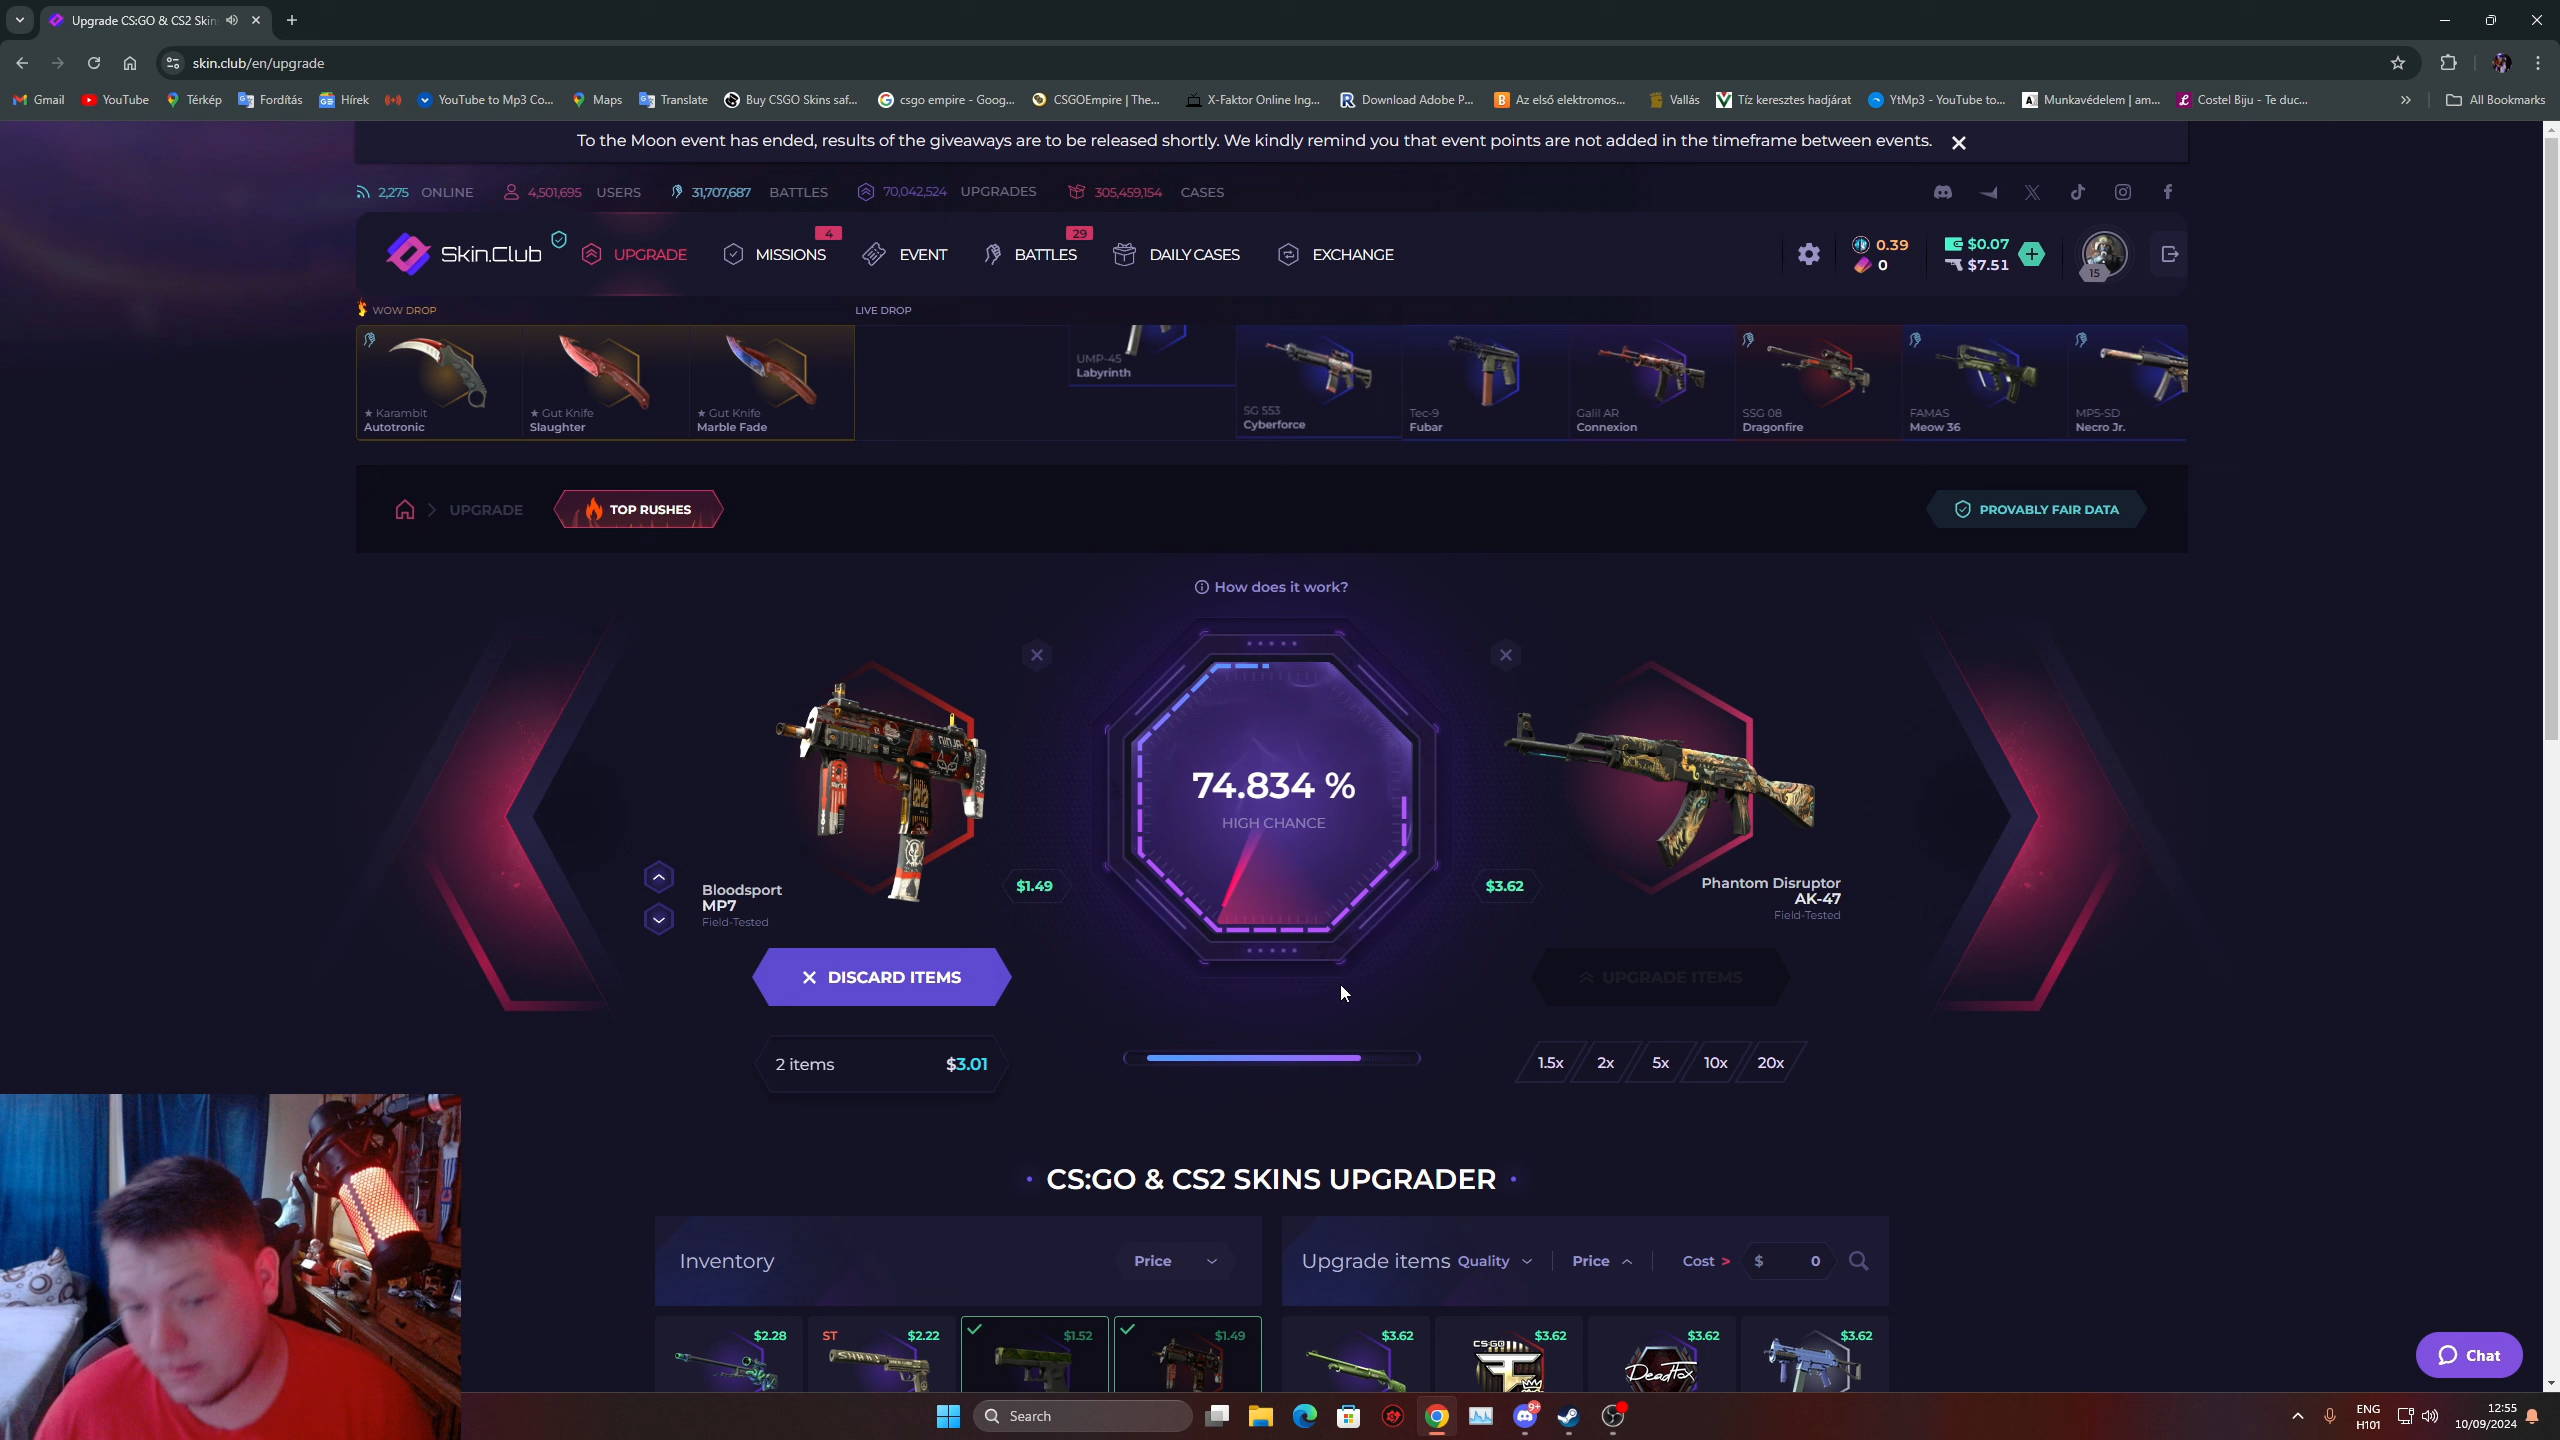 Upgrade CS:GO & CS2 Skin
skin.club/en/upgrade
Gmail YouTube Térkép Fordítás Hírek YouTube to Mp3 Co... Maps Translate Buy CSGO Skins saf... csgo empire - Goog... CSGOEmpire | The... X-Faktor Online Ing... Download Adobe P... Az első elektromos... Vallás Tíz keresztes hadjárat YtMp3 - YouTube to... Munkavédelem | am... Costel Biju - Te duc... All Bookmarks
To the Moon event has ended, results of the giveaways are to be released shortly. We kindly remind you that event points are not added in the timeframe between events.
2,275 ONLINE 4,501,695 USERS 31,707,687 BATTLES 70,042,524 UPGRADES 305,459,154 CASES
Skin.Club UPGRADE MISSIONS 4 EVENT BATTLES 29 DAILY CASES EXCHANGE
0.39
0
$0.07
$7.51
15
WOW DROP LIVE DROP
★ Karambit
Autotronic
★ Gut Knife
Slaughter
★ Gut Knife
Marble Fade
UMP-45
Labyrinth
SG 553
Cyberforce
Tec-9
Fubar
Galil AR
Connexion
SSG 08
Dragonfire
FAMAS
Meow 36
MP5-SD
Necro Jr.
UPGRADE TOP RUSHES PROVABLY FAIR DATA
How does it work?
74.834 %
HIGH CHANCE
Bloodsport
MP7
Field-Tested
$1.49
$3.62
Phantom Disruptor
AK-47
Field-Tested
DISCARD ITEMS
UPGRADE ITEMS
2 items $3.01
1.5x 2x 5x 10x 20x
• CS:GO & CS2 SKINS UPGRADER •
Inventory Price
Upgrade items Quality Price Cost > $ 0
$2.28 ST $2.22 $1.52 $1.49 $3.62 $3.62 $3.62 $3.62
CS:GO
DeadFox
Chat
Search
9+
ENG
H101
12:55
10/09/2024